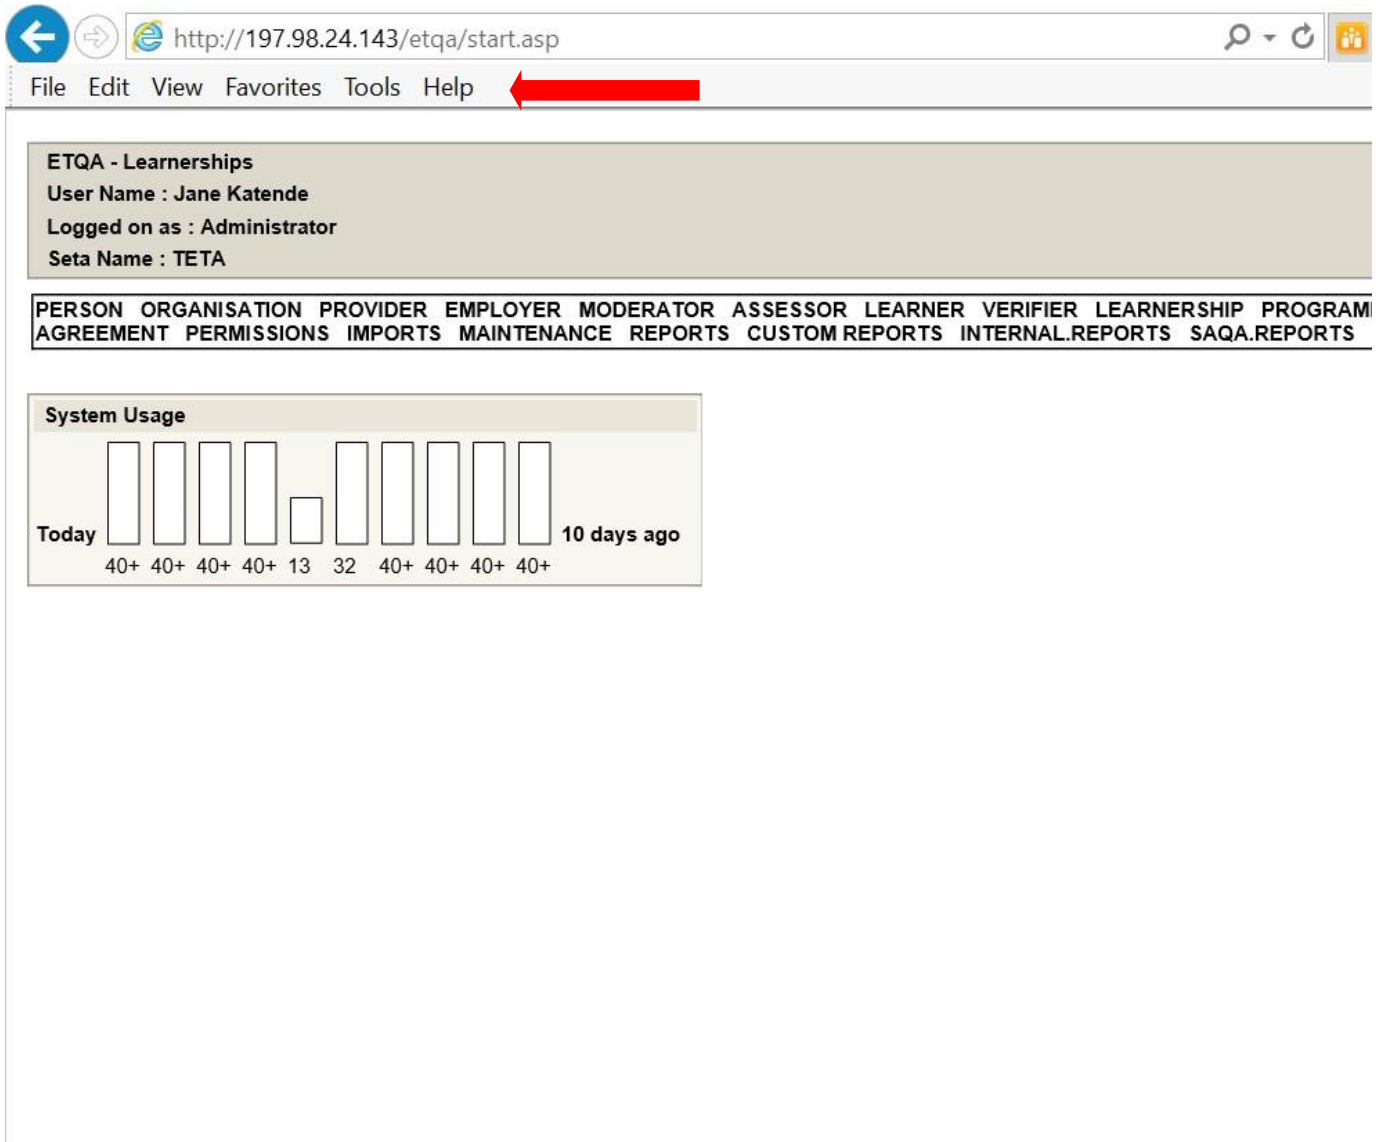 http://197.98.24.143/etqa/start.asp
File Edit View Favorites Tools Help
ETQA - Learnerships
User Name : Jane Katende
Logged on as : Administrator
Seta Name : TETA
PERSON ORGANISATION PROVIDER EMPLOYER MODERATOR ASSESSOR LEARNER VERIFIER LEARNERSHIP
AGREEMENT PERMISSIONS IMPORTS MAINTENANCE REPORTS CUSTOM REPORTS INTERNAL.REPORTS SAQA.REPORTS
System Usage
Today 10 days ago
40+ 40+ 40+ 40+ 13 32 40+ 40+ 40+ 40+